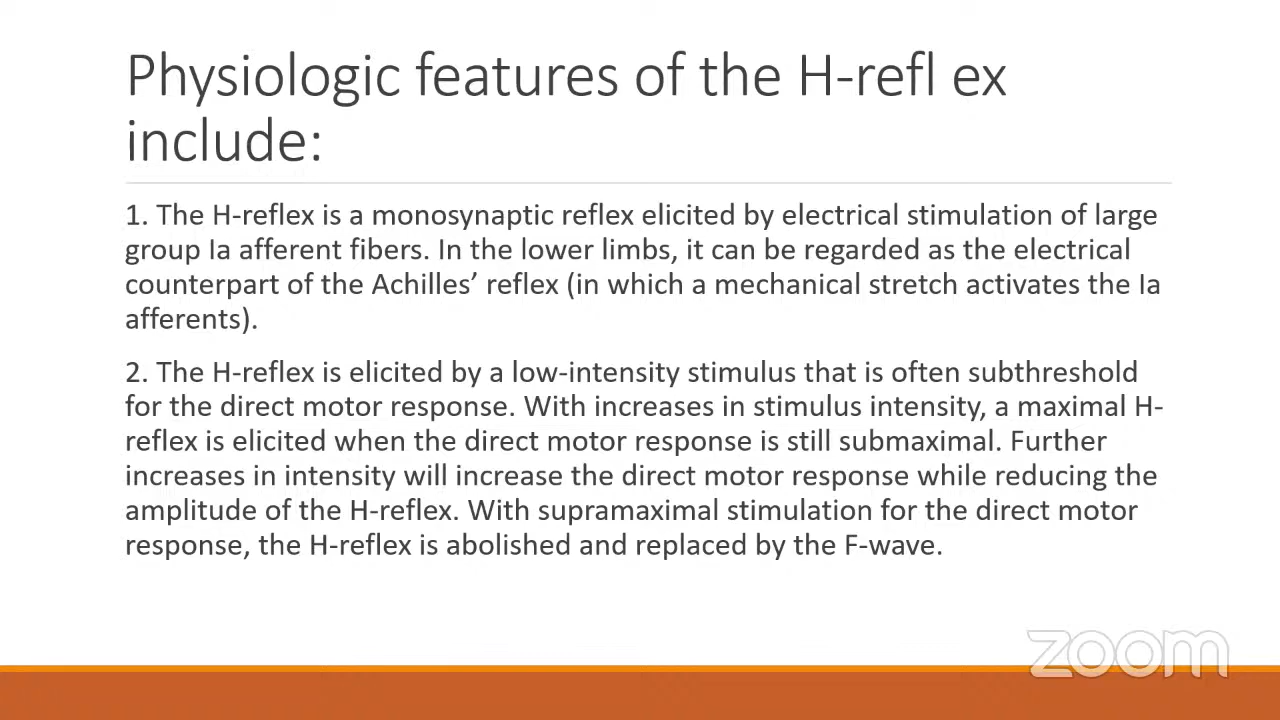 Physiologic features of the H-refl ex
include:
1. The H-reflex is a monosynaptic reflex elicited by electrical stimulation of large
group Ia afferent fibers. In the lower limbs, it can be regarded as the electrical
counterpart of the Achilles’ reflex (in which a mechanical stretch activates the Ia
afferents).
2. The H-reflex is elicited by a low-intensity stimulus that is often subthreshold
for the direct motor response. With increases in stimulus intensity, a maximal H-
reflex is elicited when the direct motor response is still submaximal. Further
increases in intensity will increase the direct motor response while reducing the
amplitude of the H-reflex. With supramaximal stimulation for the direct motor
response, the H-reflex is abolished and replaced by the F-wave.
zoom